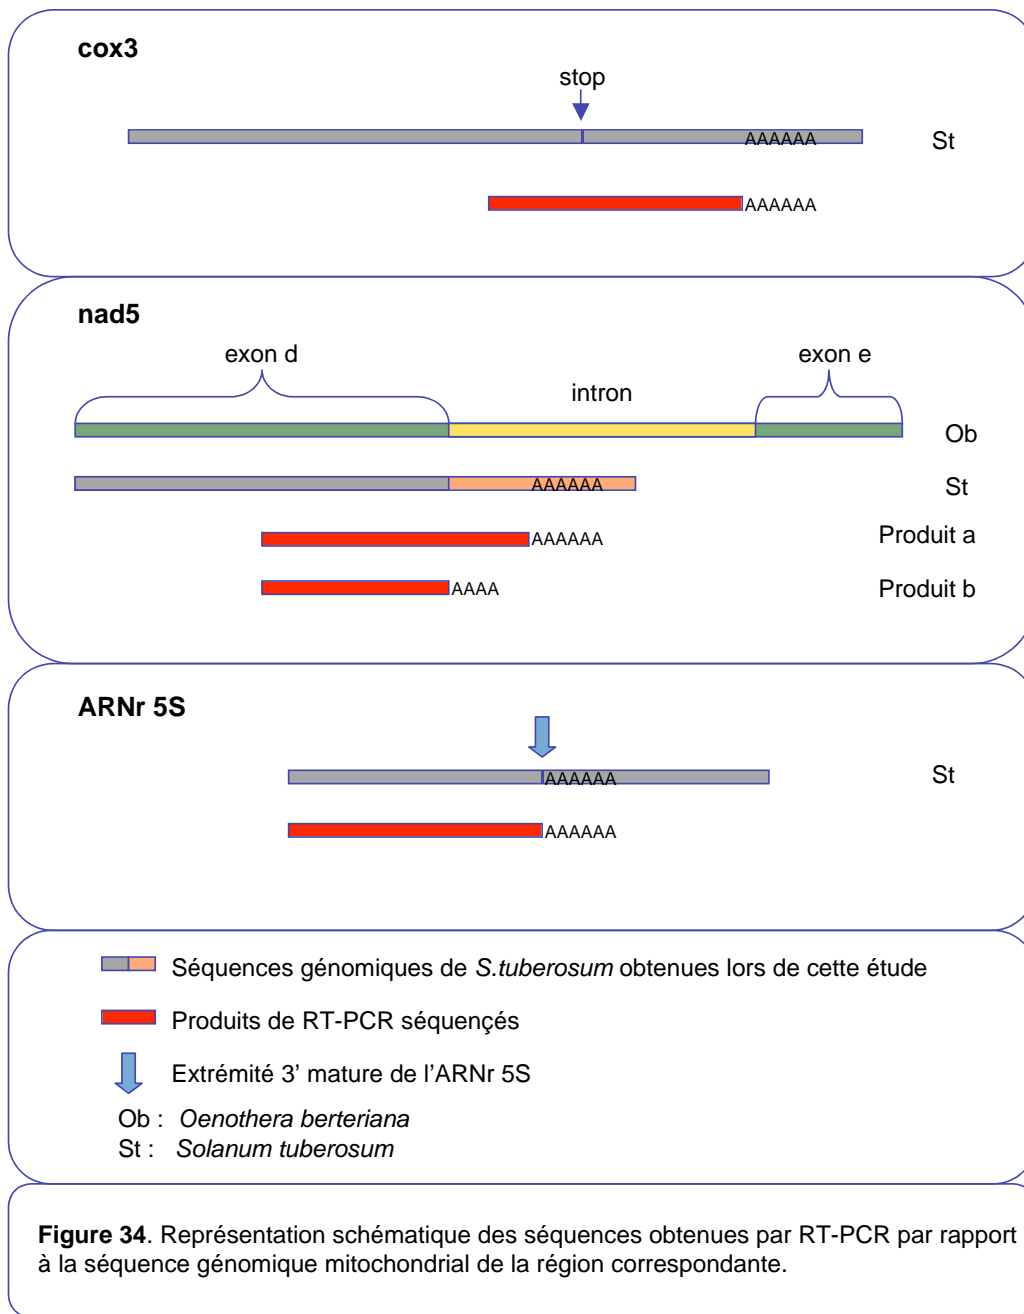 cox3
stop
AAAAAA
St
AAAAAA
nad5
exon d
exon e
intron
Ob
AAAAAA
St
AAAAAA
Produit a
AAAA
Produit b
ARNr 5S
AAAAAA
St
AAAAAA
Séquences génomiques de S.tuberosum obtenues lors de cette étude
Produits de RT-PCR séquençés
Extrémité 3’ mature de l’ARNr 5S
Ob : Oenothera berteriana
St : Solanum tuberosum
Figure 34. Représentation schématique des séquences obtenues par RT-PCR par rapport
à la séquence génomique mitochondrial de la région correspondante.